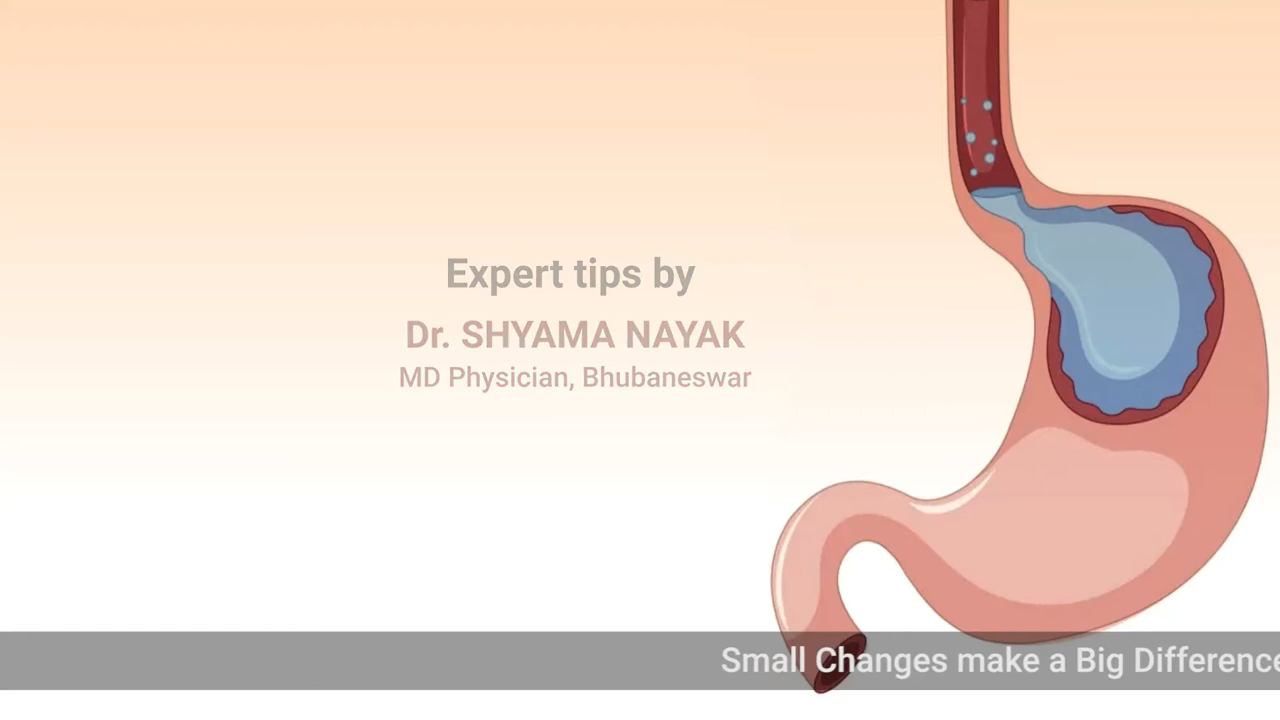 Expert tips by
Dr. SHYAMA NAYAK
MD Physician, Bhubaneswar
Small Changes make a Big Difference